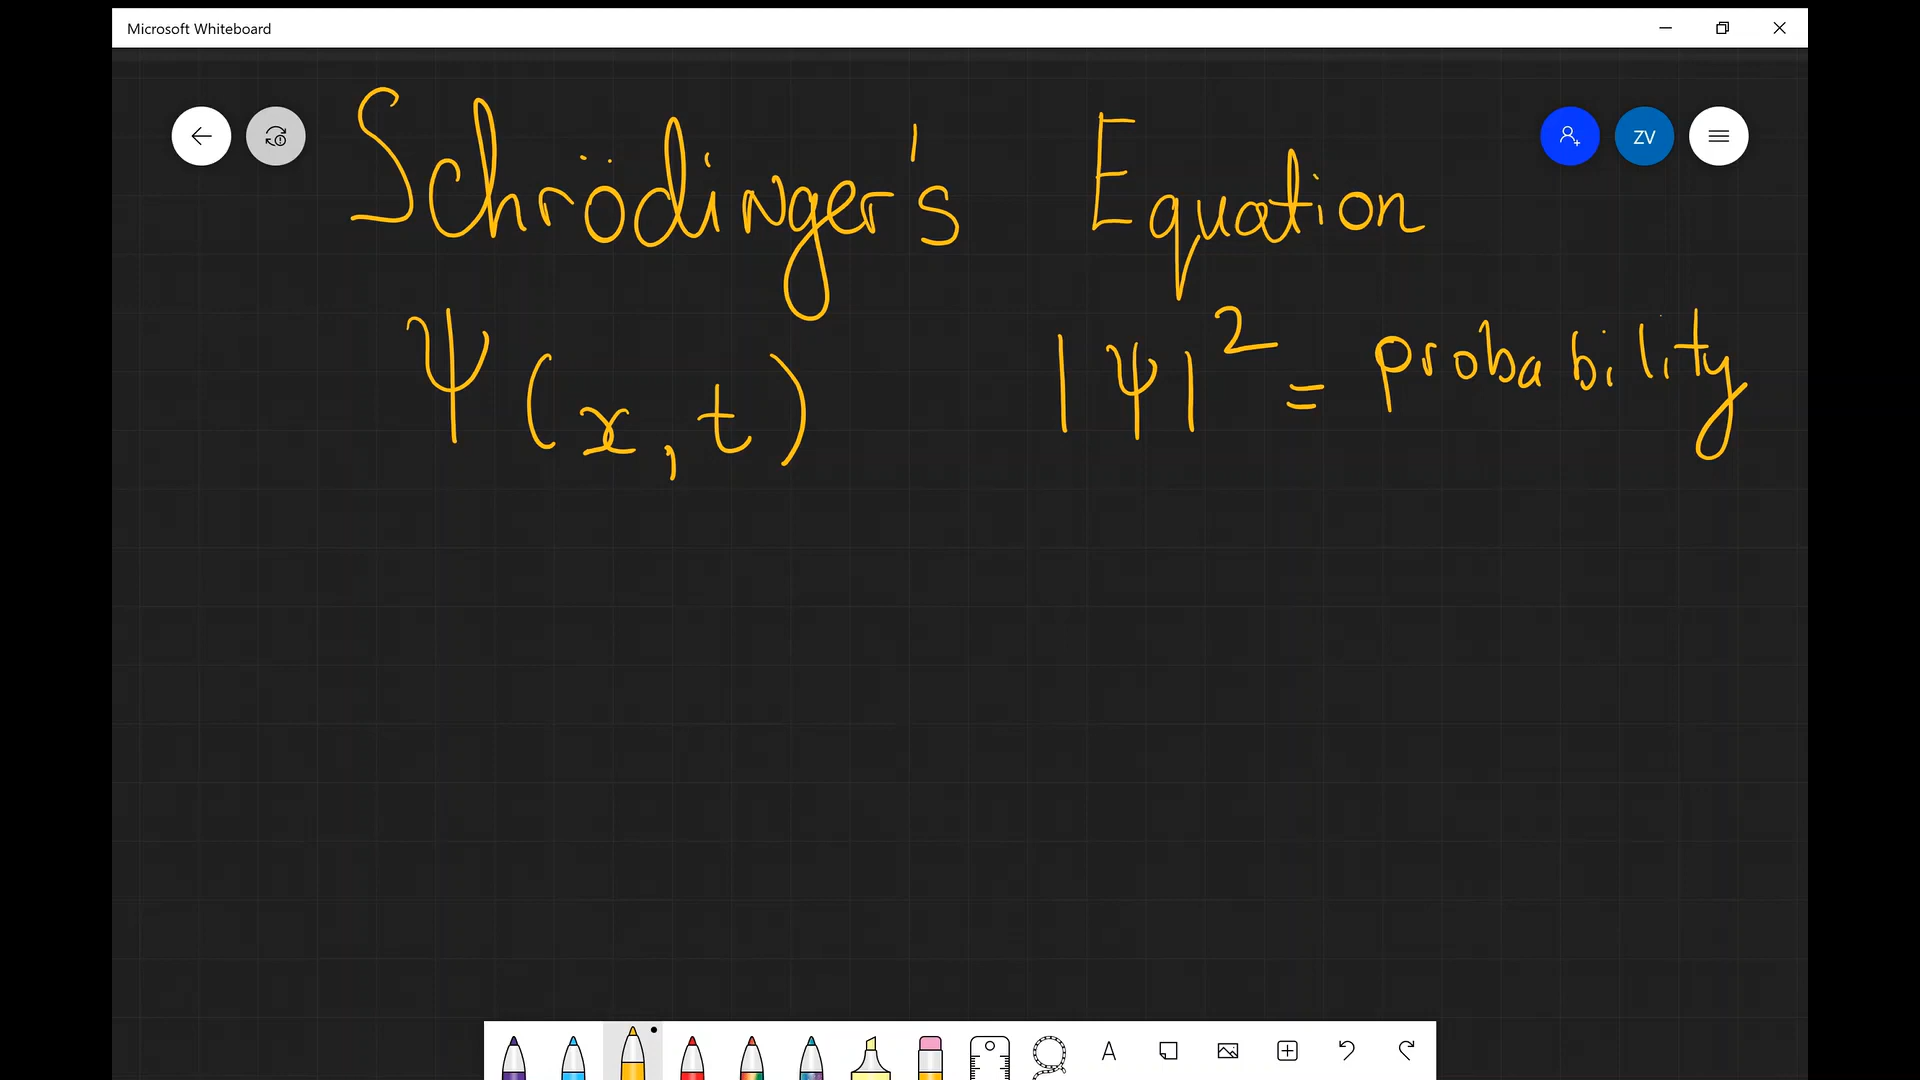 Microsoft Whiteboard
ZV
Schrödinger's Equation
ψ(x,t) |ψ|² = probability
A